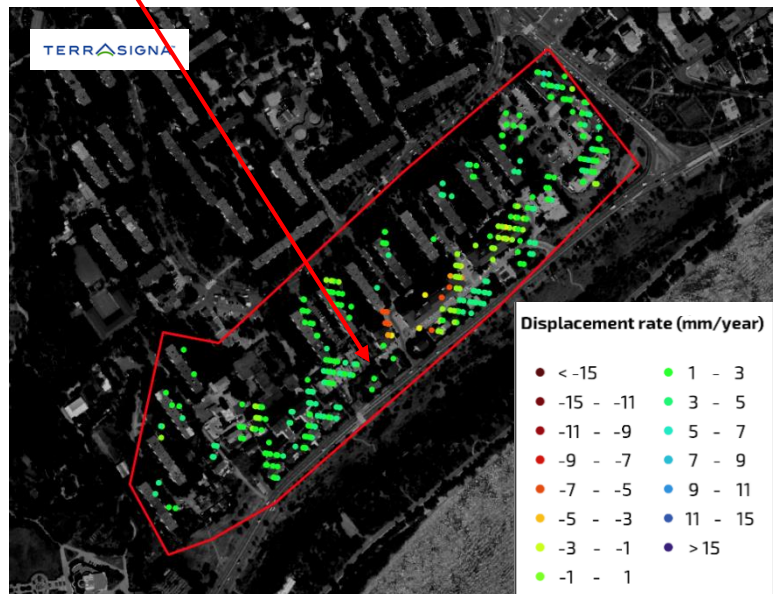 TERRASIGNA
Displacement rate (mm/year)
< -15
-15 - -11
-11 - -9
-9 - -7
-7 - -5
-5 - -3
-3 - -1
-1 - 1
1 - 3
3 - 5
5 - 7
7 - 9
9 - 11
11 - 15
> 15